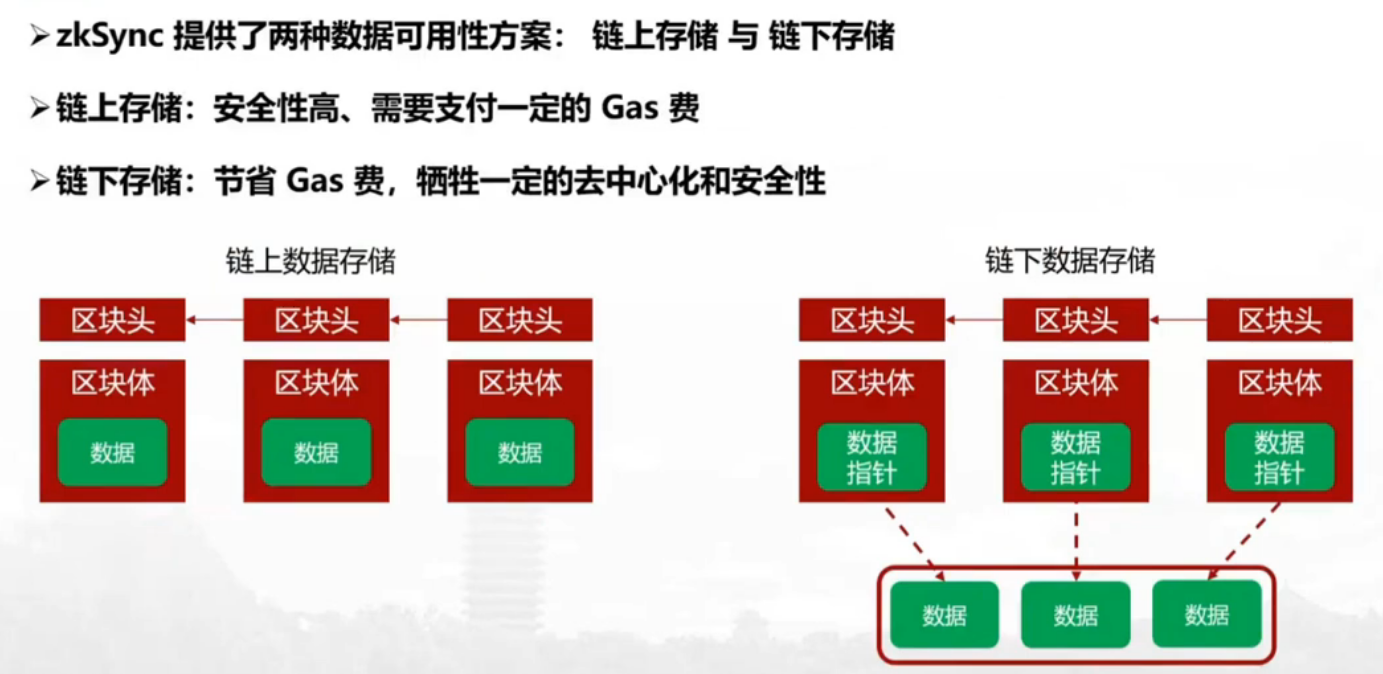 ➢zkSync 提供了两种数据可用性方案： 链上存储 与 链下存储
➢链上存储：安全性高、需要支付一定的 Gas 费
➢链下存储：节省 Gas 费，牺牲一定的去中心化和安全性
链上数据存储
区块头
区块头
区块头
区块体
区块体
区块体
数据
数据
数据
链下数据存储
区块头
区块头
区块头
区块体
区块体
区块体
数据
指针
数据
指针
数据
指针
数据
数据
数据